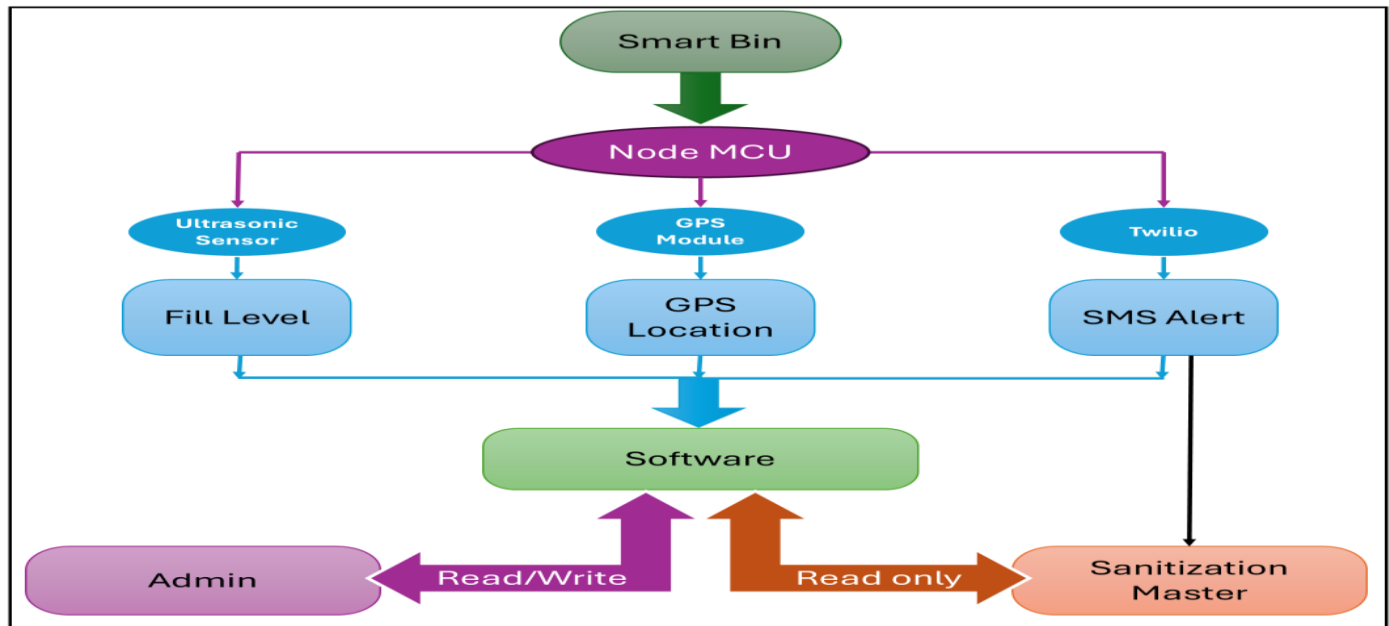 Smart Bin
Node MCU
Ultrasonic
Sensor
GPS
Module
Twilio
Fill Level
GPS
Location
SMS Alert
Software
Admin
Read/Write
Read only
Sanitization
Master